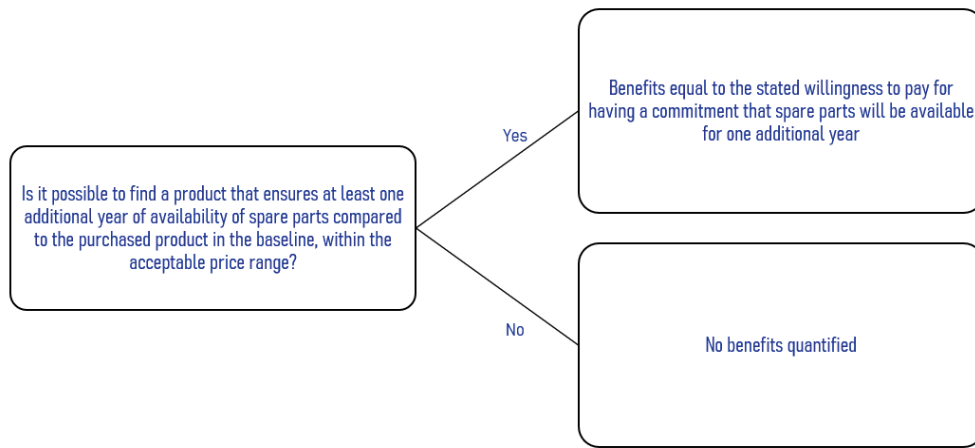 Is it possible to find a product that ensures at least one
additional year of availability of spare parts compared
to the purchased product in the baseline, within the
acceptable price range?
Yes
Benefits equal to the stated willingness to pay for
having a commitment that spare parts will be available
for one additional year
No
No benefits quantified